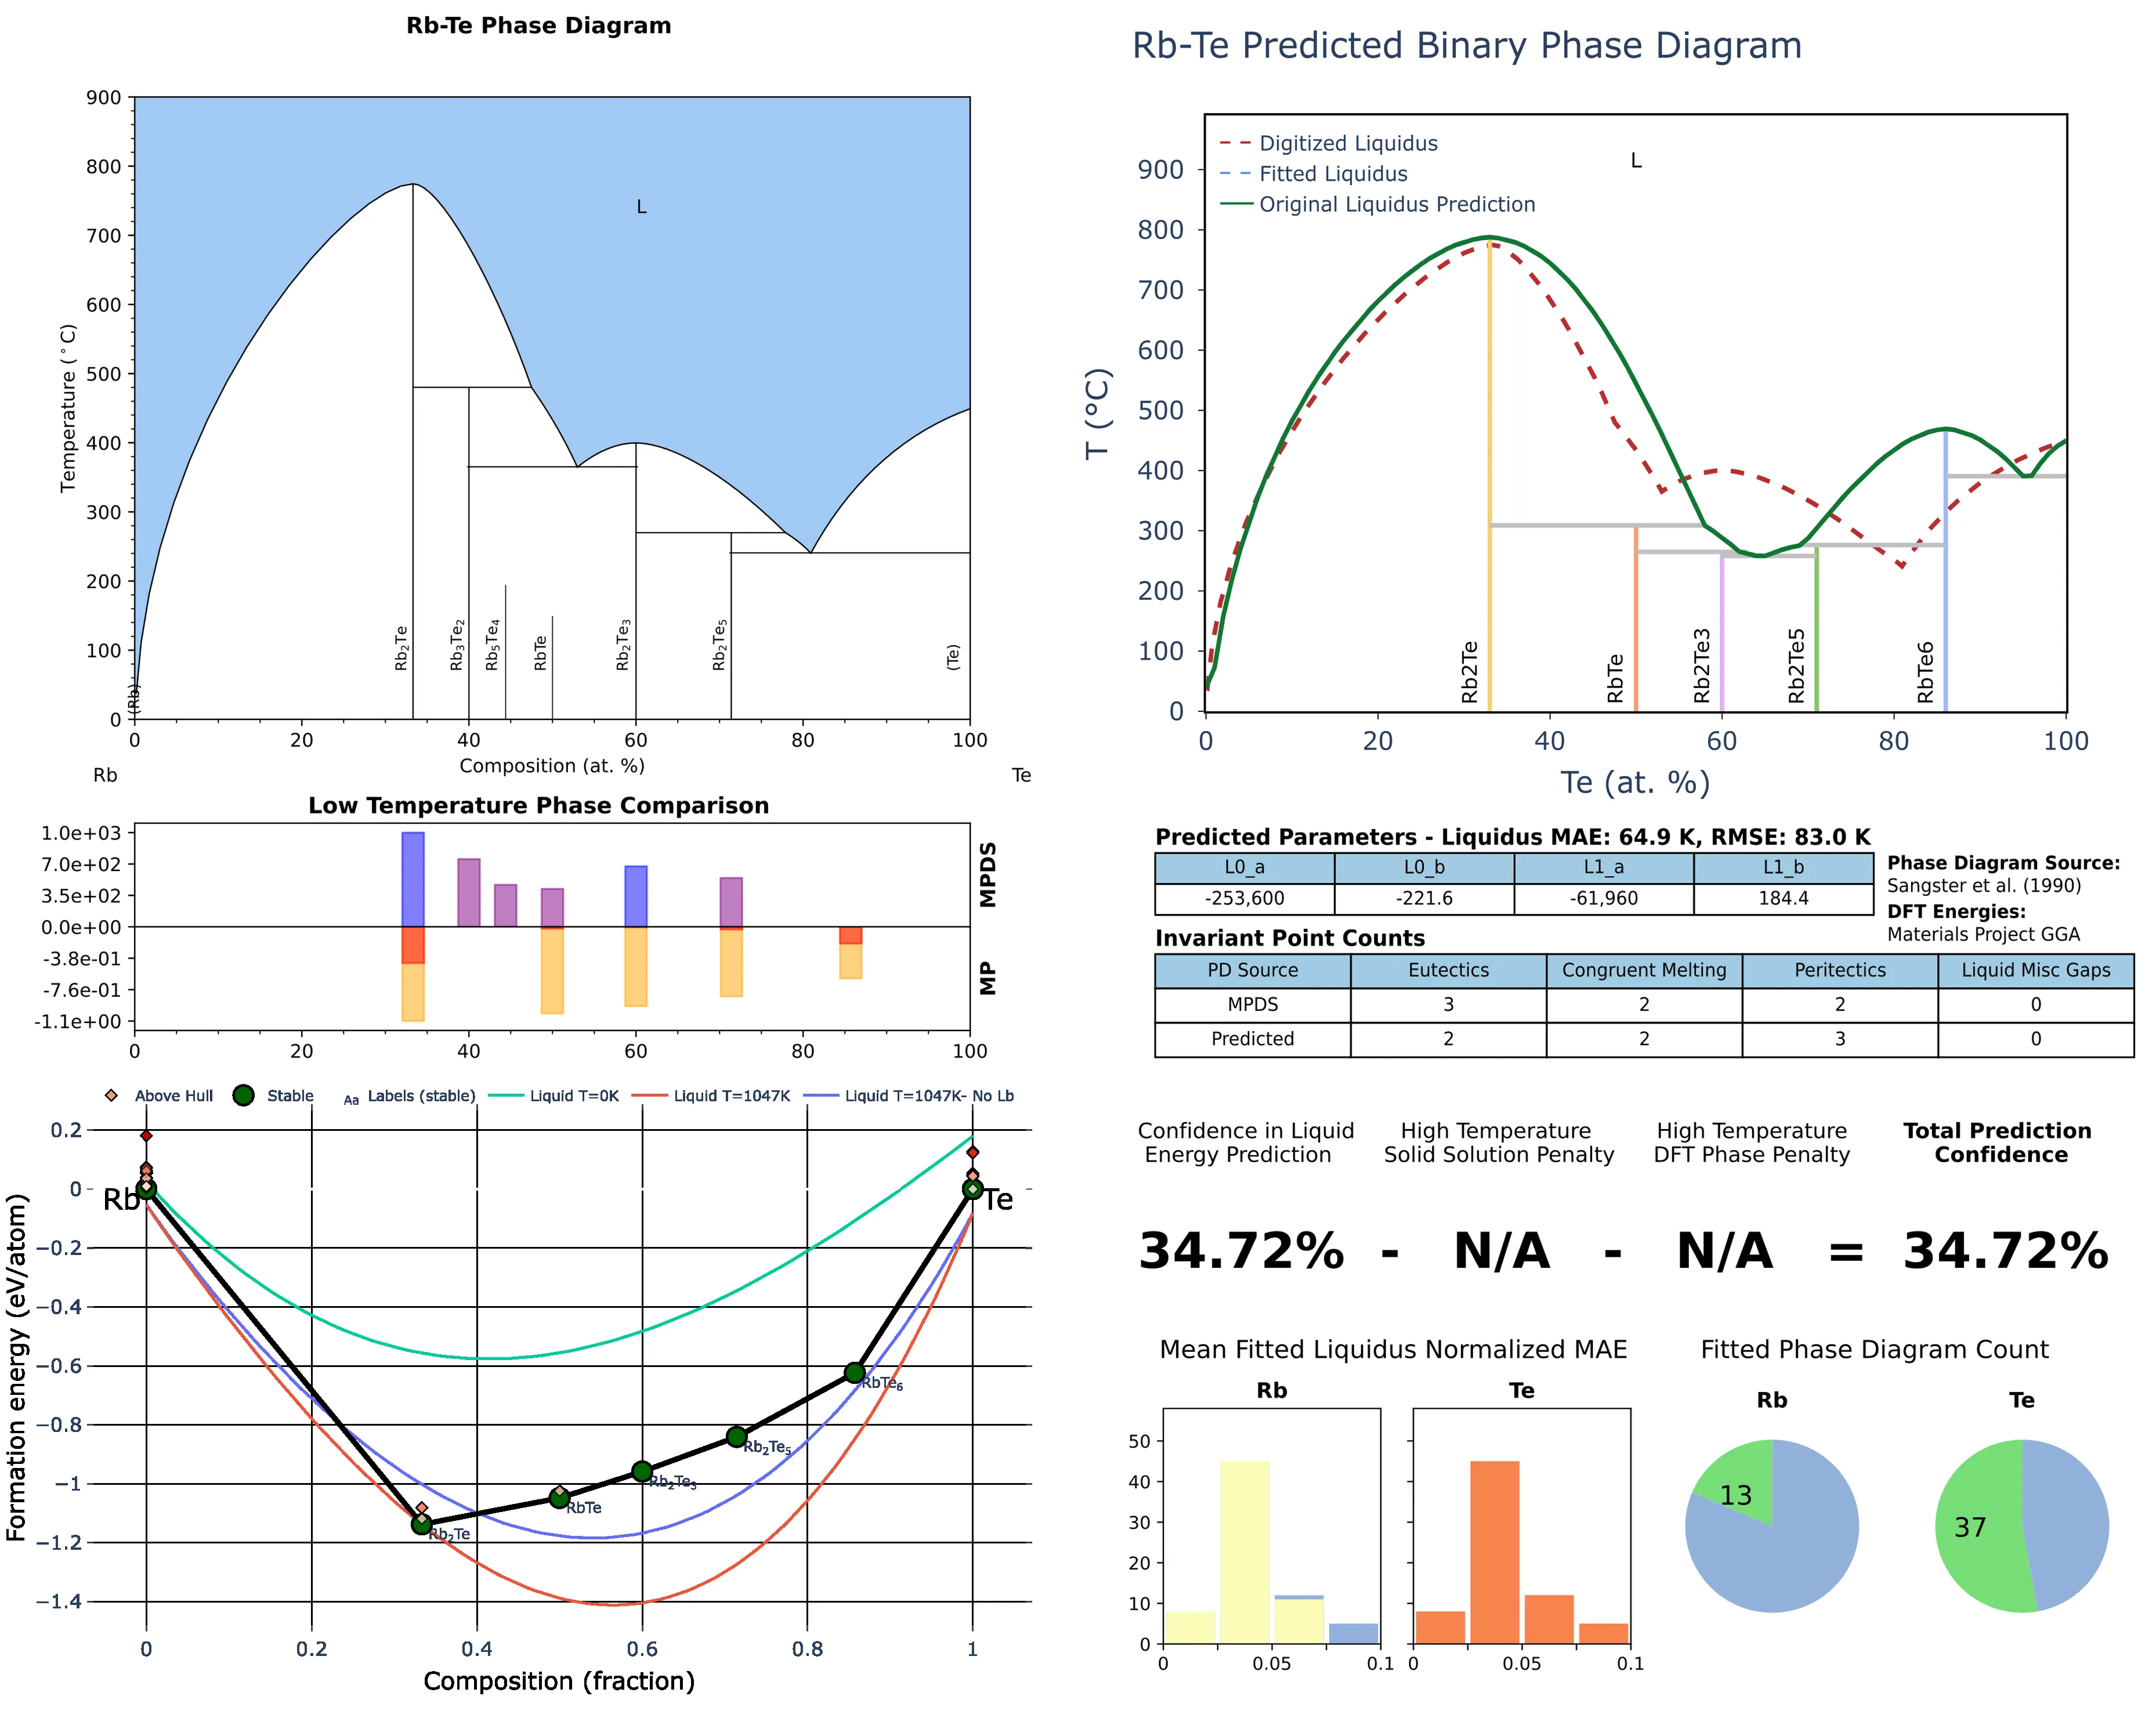 Rb-Te Phase Diagram
900
800
700
600
500
400
300
200
100
0
Temperature (°C)
L
Rb₂Te
Rb₃Te₂
Rb₅Te₄
RbTe
Rb₂Te₃
Rb₂Te₅
(Te)
(Rb)
0 20 40 60 80 100
Composition (at. %)
Rb Te
Low Temperature Phase Comparison
1.0e+03
7.0e+02
3.5e+02
0.0e+00
-3.8e-01
-7.6e-01
-1.1e+00
MPDS
MP
0 20 40 60 80 100
Above Hull Stable Aa Labels (stable) Liquid T=0K Liquid T=1047K Liquid T=1047K- No Lb
0.2
0
−0.2
−0.4
−0.6
−0.8
−1
−1.2
−1.4
Formation energy (eV/atom)
Rb
Te
RbTe₆
Rb₂Te₅
Rb₂Te₃
RbTe
Rb₂Te
0 0.2 0.4 0.6 0.8 1
Composition (fraction)
Rb-Te Predicted Binary Phase Diagram
Digitized Liquidus
Fitted Liquidus
Original Liquidus Prediction
L
900
800
700
600
500
400
300
200
100
0
T (°C)
Rb2Te
RbTe
Rb2Te3
Rb2Te5
RbTe6
0 20 40 60 80 100
Te (at. %)
Predicted Parameters - Liquidus MAE: 64.9 K, RMSE: 83.0 K
L0_a L0_b L1_a L1_b
-253,600 -221.6 -61,960 184.4
Phase Diagram Source:
Sangster et al. (1990)
DFT Energies:
Materials Project GGA
Invariant Point Counts
PD Source Eutectics Congruent Melting Peritectics Liquid Misc Gaps
MPDS 3 2 2 0
Predicted 2 2 3 0
Confidence in Liquid
Energy Prediction
High Temperature
Solid Solution Penalty
High Temperature
DFT Phase Penalty
Total Prediction
Confidence
34.72% - N/A - N/A = 34.72%
Mean Fitted Liquidus Normalized MAE
Rb Te
50
40
30
20
10
0
0 0.05 0.1
0 0.05 0.1
Fitted Phase Diagram Count
Rb Te
13
37